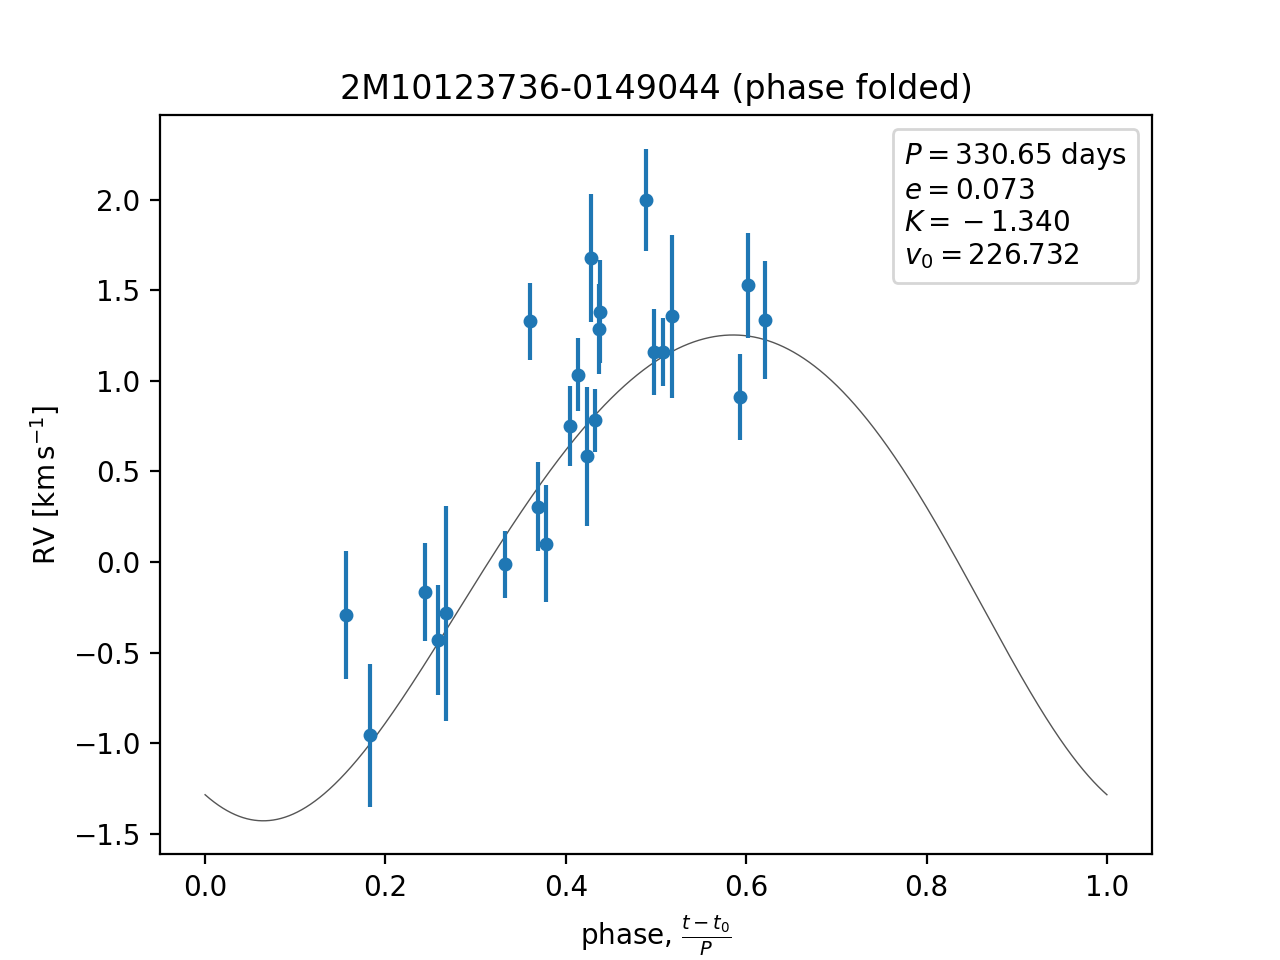 2M10123736-0149044 (phase folded)
P = 330.65 days
e = 0.073
K = −1.340
v₀ = 226.732
RV [km s⁻¹]
2.0
1.5
1.0
0.5
0.0
−0.5
−1.0
−1.5
0.0 0.2 0.4 0.6 0.8 1.0
phase, (t − t₀)/P